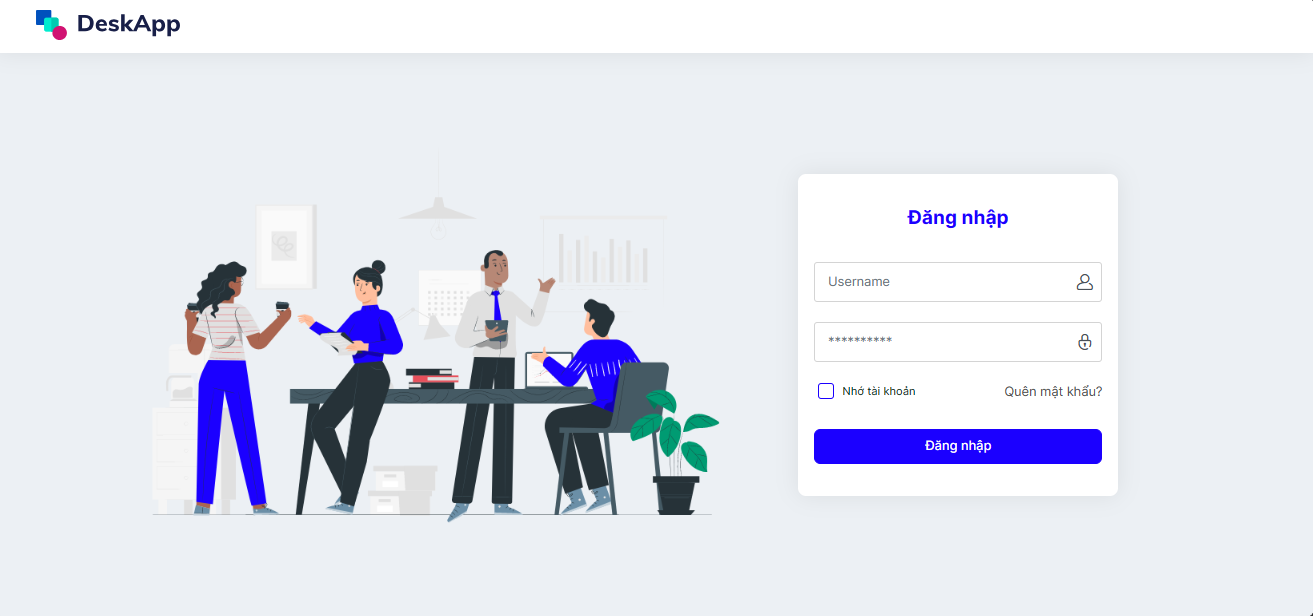 DeskApp
Đăng nhập
Username
**********
Nhớ tài khoản
Quên mật khẩu?
Đăng nhập